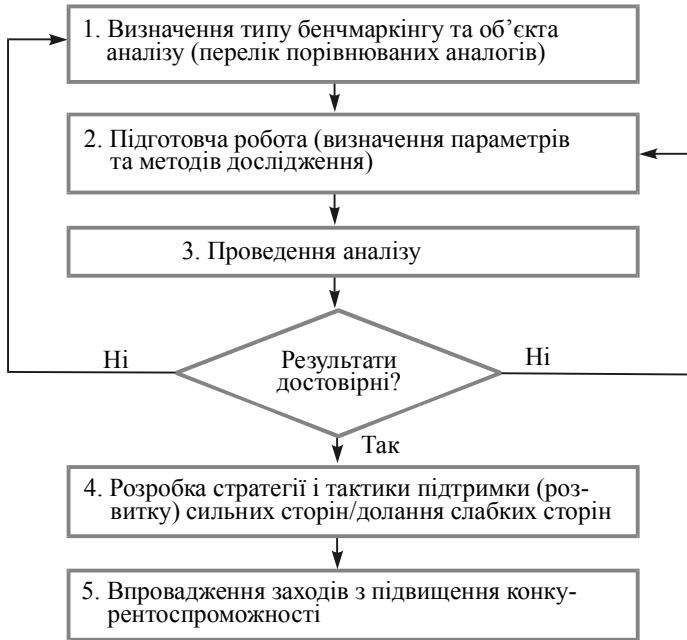 1. Визначення типу бенчмаркінгу та об’єкта
аналізу (перелік порівнюваних аналогів)
2. Підготовча робота (визначення параметрів
та методів дослідження)
3. Проведення аналізу
Ні
Результати
достовірні?
Ні
Так
4. Розробка стратегії і тактики підтримки (роз-
витку) сильних сторін/долання слабких сторін
5. Впровадження заходів з підвищення конку-
рентоспроможності